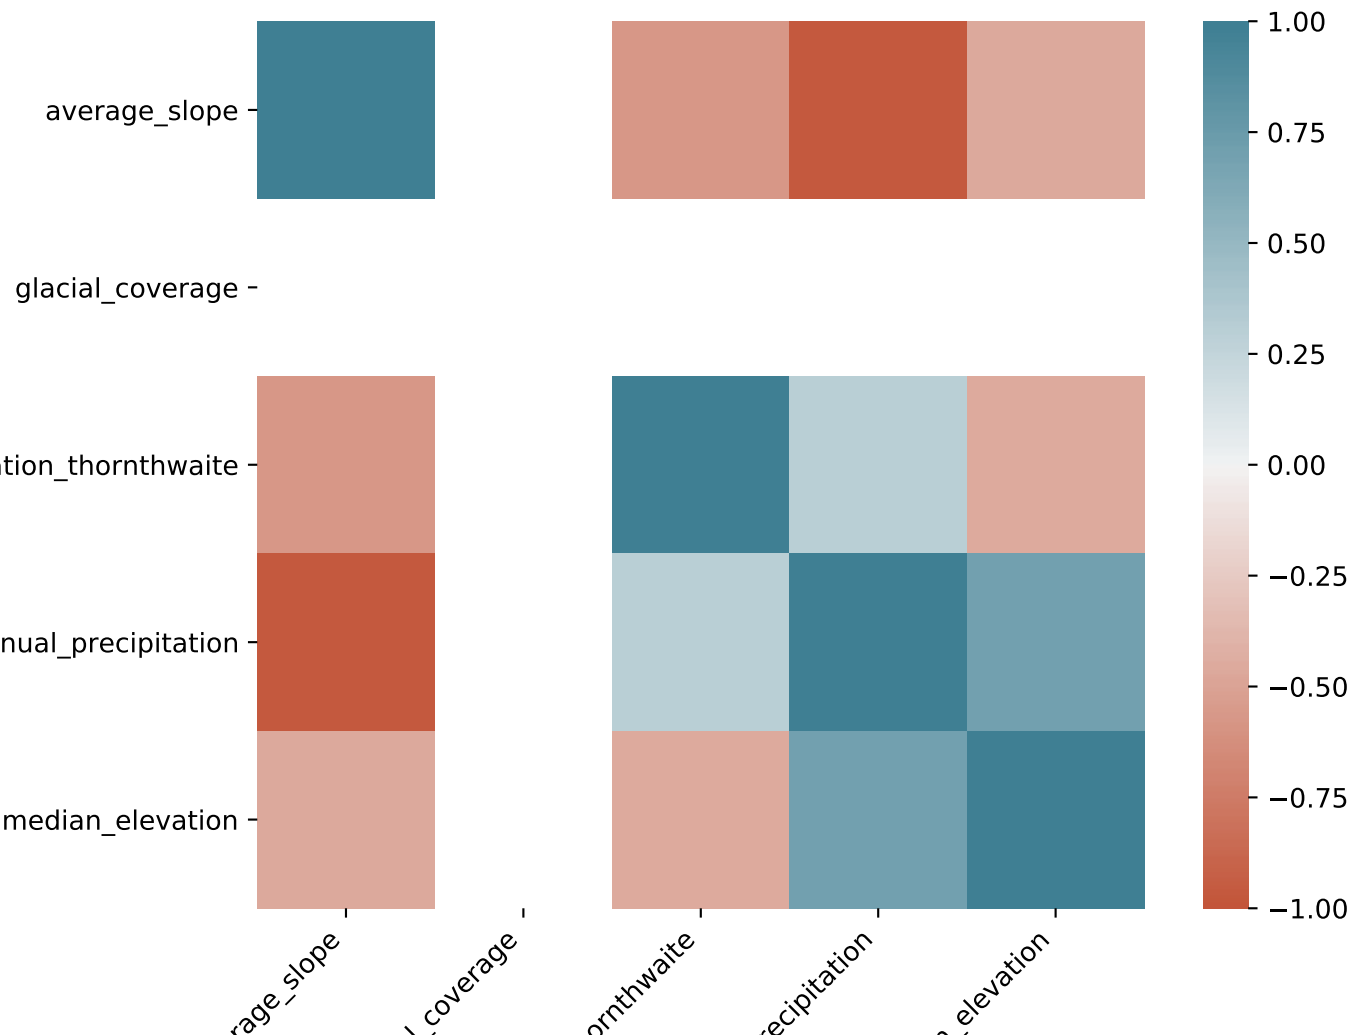 average_slope
glacial_coverage
tion_thornthwaite
nual_precipitation
median_elevation
rage_slope
l_coverage
ornthwaite
recipitation
n_elevation
1.00
0.75
0.50
0.25
0.00
−0.25
−0.50
−0.75
−1.00